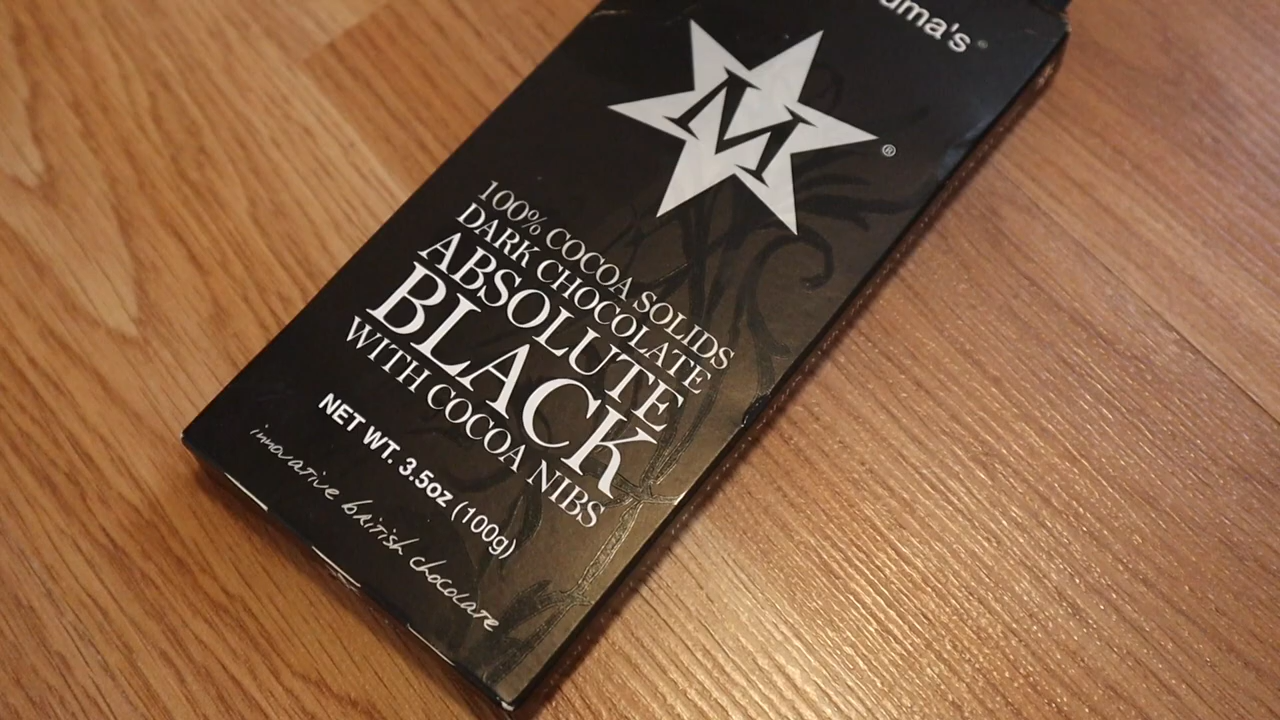 uma's
M
®
100% COCOA SOLIDS
DARK CHOCOLATE
ABSOLUTE
BLACK
WITH COCOA NIBS
NET WT. 3.5oz (100g)
innovative british chocolate